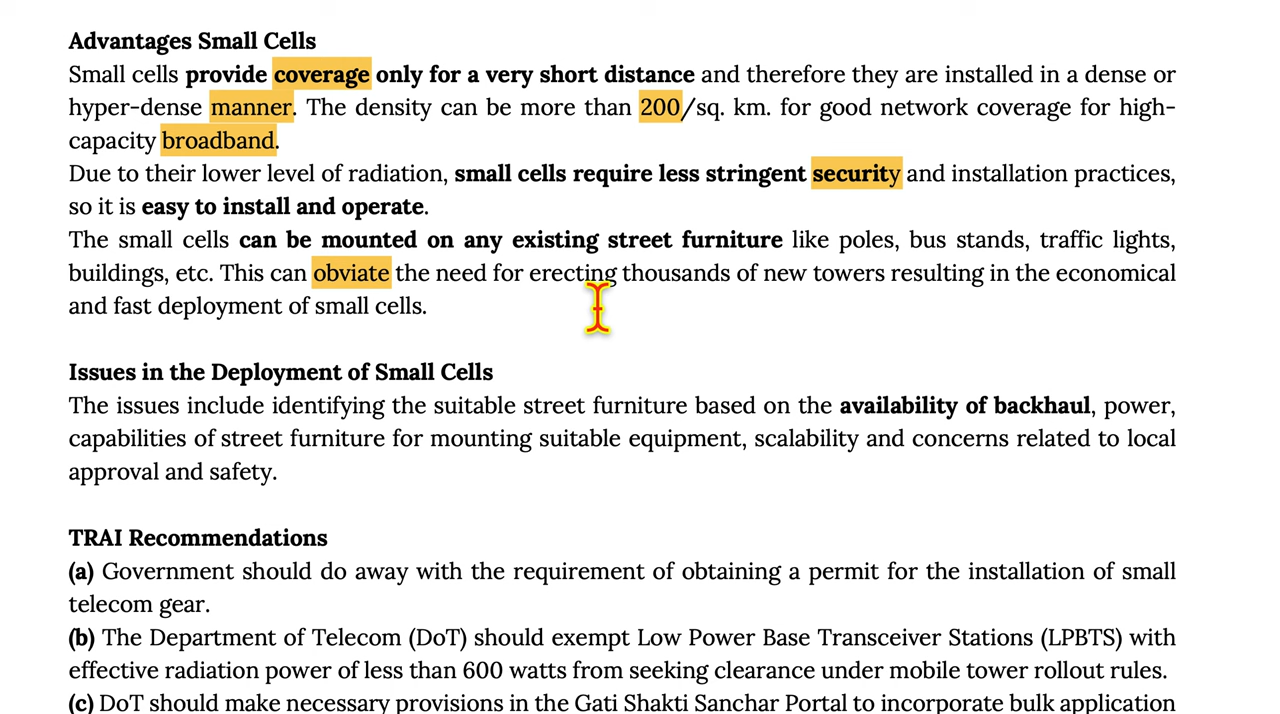 Advantages Small Cells
Small cells provide coverage only for a very short distance and therefore they are installed in a dense or
hyper-dense manner. The density can be more than 200/sq. km. for good network coverage for high-
capacity broadband.
Due to their lower level of radiation, small cells require less stringent security and installation practices,
so it is easy to install and operate.
The small cells can be mounted on any existing street furniture like poles, bus stands, traffic lights,
buildings, etc. This can obviate the need for erecting thousands of new towers resulting in the economical
and fast deployment of small cells.
Issues in the Deployment of Small Cells
The issues include identifying the suitable street furniture based on the availability of backhaul, power,
capabilities of street furniture for mounting suitable equipment, scalability and concerns related to local
approval and safety.
TRAI Recommendations
(a) Government should do away with the requirement of obtaining a permit for the installation of small
telecom gear.
(b) The Department of Telecom (DoT) should exempt Low Power Base Transceiver Stations (LPBTS) with
effective radiation power of less than 600 watts from seeking clearance under mobile tower rollout rules.
(c) DoT should make necessary provisions in the Gati Shakti Sanchar Portal to incorporate bulk application